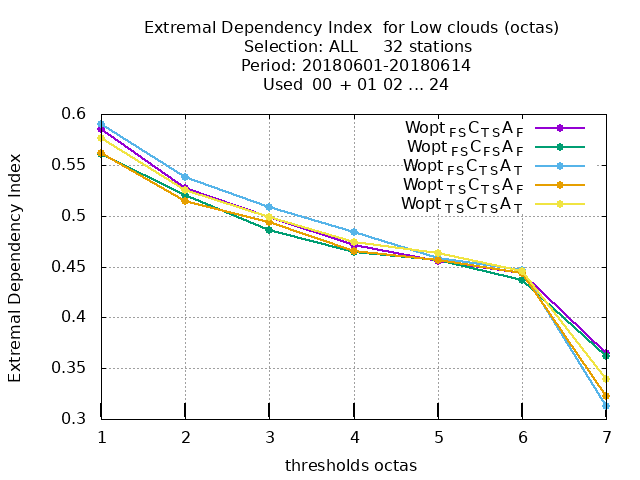 Extremal Dependency Index  for Low clouds (octas)
Selection: ALL     32 stations
Period: 20180601-20180614
Used  00 + 01 02 ... 24
Wopt FS C TS A F
Wopt FS C FS A F
Wopt FS C TS A T
Wopt TS C TS A F
Wopt TS C TS A T
Extremal Dependency Index
0.6
0.55
0.5
0.45
0.4
0.35
0.3
1 2 3 4 5 6 7
thresholds octas